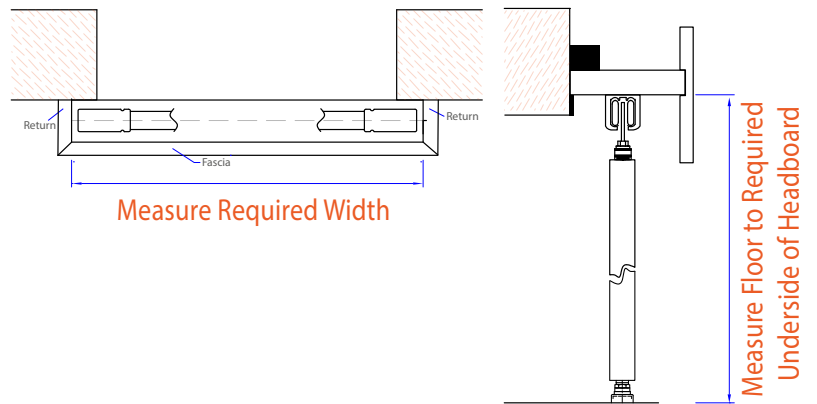 Return
Return
Fascia
Measure Required Width
Measure Floor to Required
Underside of Headboard